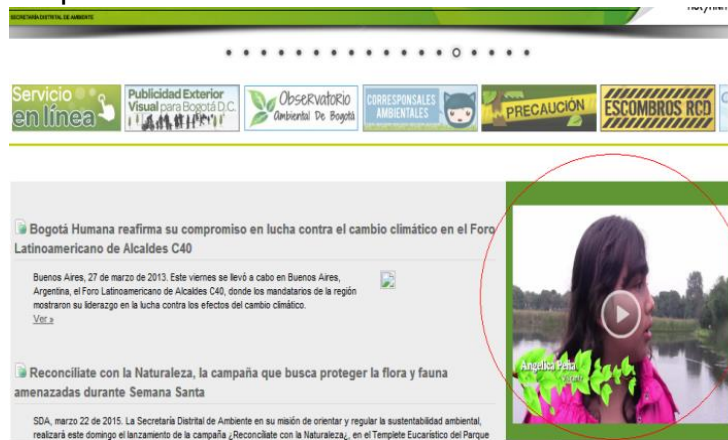 SECRETARÍA DISTRITAL DE AMBIENTE
Servicio
en línea
Publicidad Exterior
Visual para Bogotá D.C.
Observatorio
Ambiental De Bogotá
CORRESPONSALES
AMBIENTALES
PRECAUCIÓN
ESCOMBROS RCD
Bogotá Humana reafirma su compromiso en lucha contra el cambio climático en el Foro
Latinoamericano de Alcaldes C40
Buenos Aires, 27 de marzo de 2013. Este viernes se llevó a cabo en Buenos Aires,
Argentina, el Foro Latinoamericano de Alcaldes C40, donde los mandatarios de la región
mostraron su liderazgo en la lucha contra los efectos del cambio climático.
Ver »
Angelica Peña
Reconcíliate con la Naturaleza, la campaña que busca proteger la flora y fauna
amenazadas durante Semana Santa
SDA, marzo 22 de 2015. La Secretaría Distrital de Ambiente en su misión de orientar y regular la sustentabilidad ambiental,
realizará este domingo el lanzamiento de la campaña ¿Reconcíliate con la Naturaleza¿, en el Templete Eucarístico del Parque